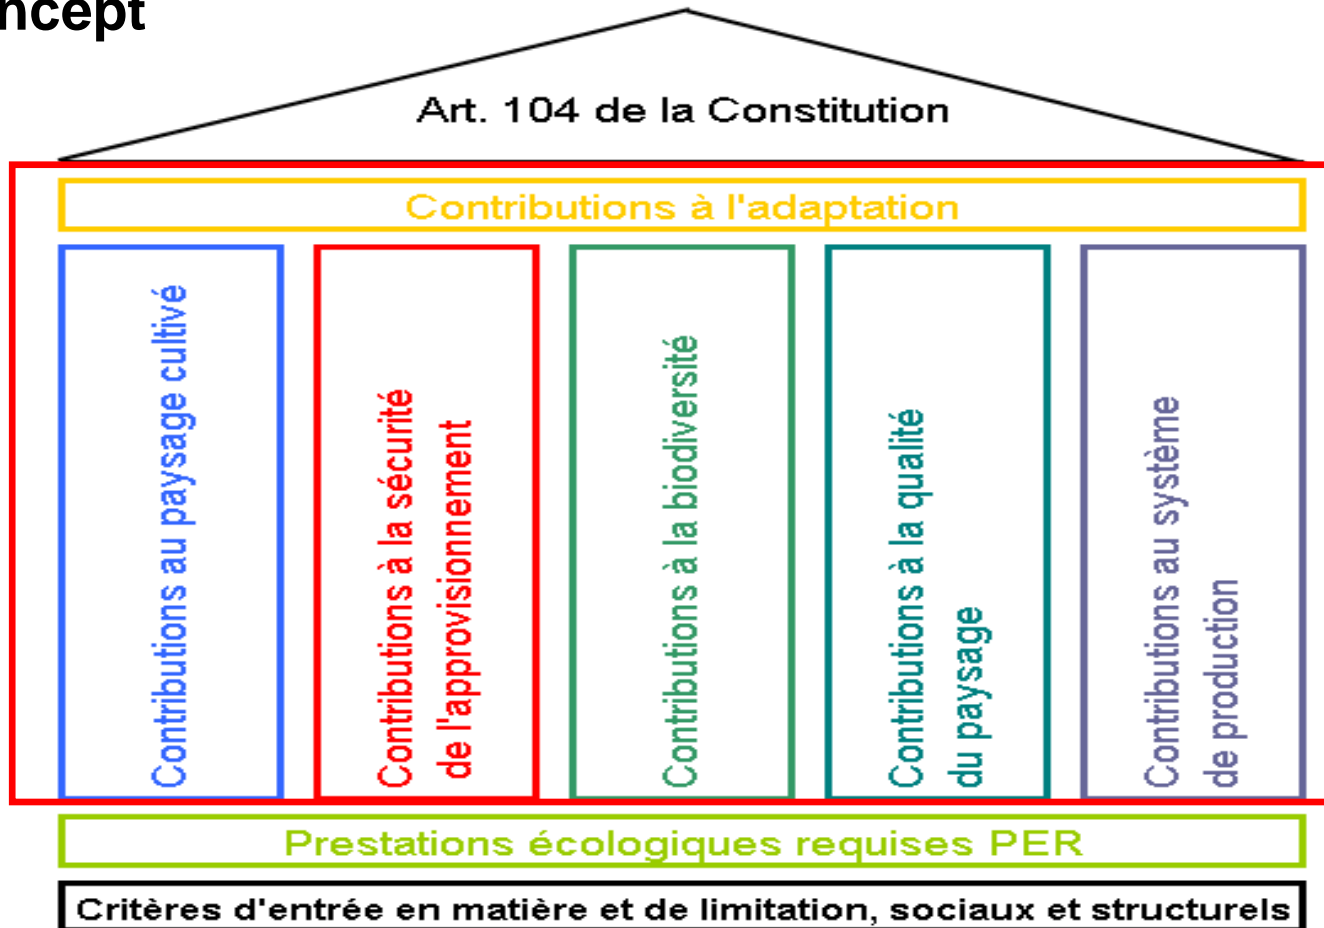 ncept
Art. 104 de la Constitution
Contributions à l'adaptation
Contributions au paysage cultivé
Contributions à la sécurité
de l'approvisionnement
Contributions à la biodiversité
Contributions à la qualité
du paysage
Contributions au système
de production
Prestations écologiques requises PER
Critères d'entrée en matière et de limitation, sociaux et structurels